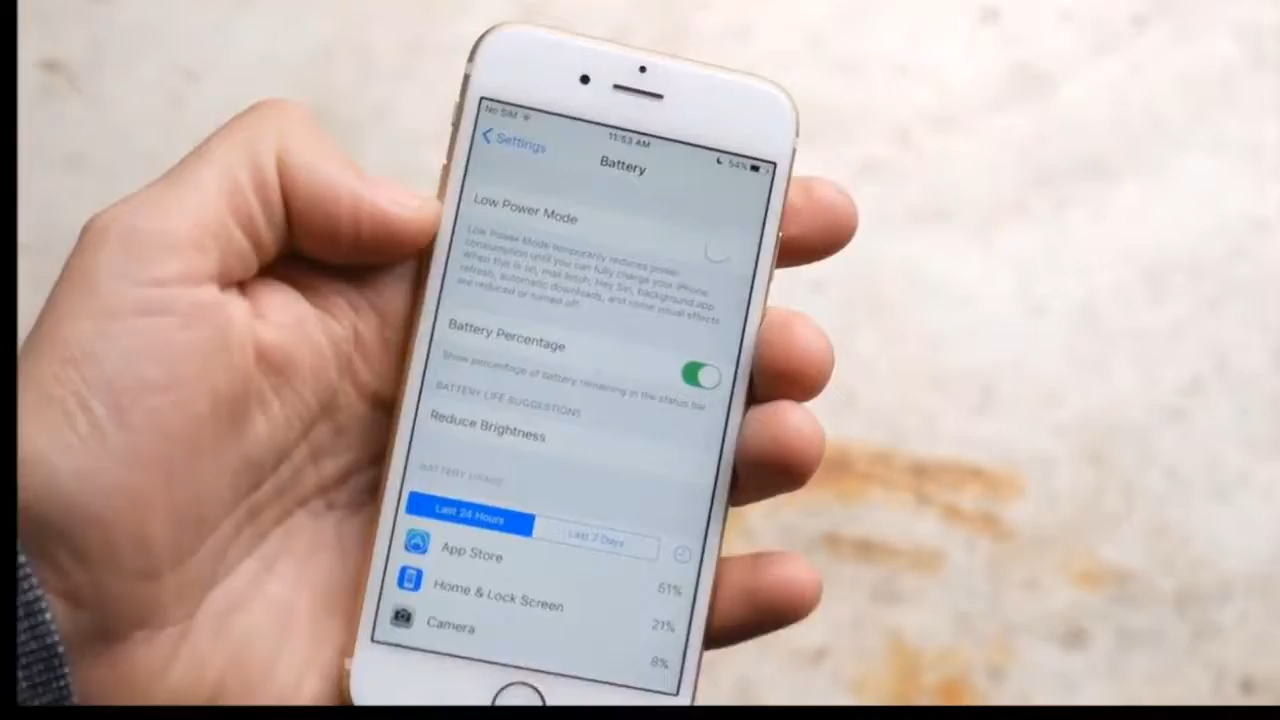 No SIM
11:53 AM
54%
Settings
Battery
Low Power Mode
Low Power Mode temporarily reduces power
consumption until you can fully charge your iPhone.
When this is on, mail fetch, Hey Siri, background app
refresh, automatic downloads, and some visual effects
are reduced or turned off.
Battery Percentage
Show percentage of battery remaining in the status bar.
BATTERY LIFE SUGGESTIONS
Reduce Brightness
BATTERY USAGE
Last 24 Hours
Last 7 Days
App Store
51%
Home & Lock Screen
21%
Camera
8%